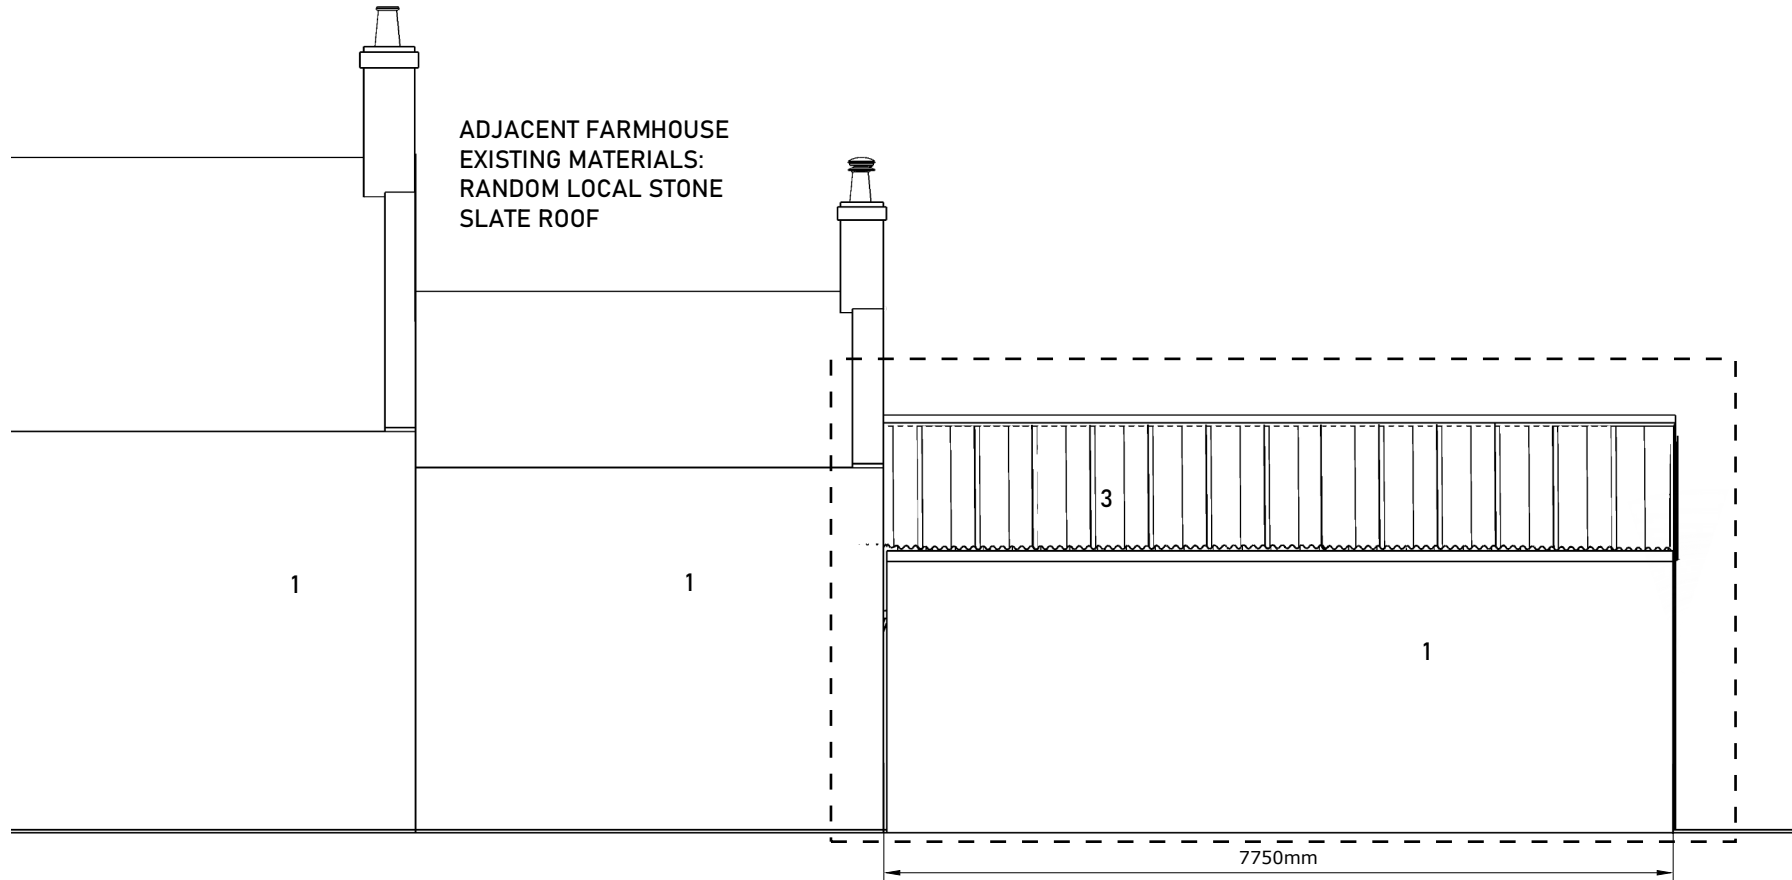 ADJACENT FARMHOUSE
EXISTING MATERIALS:
RANDOM LOCAL STONE
SLATE ROOF
3
1
1
1
7750mm